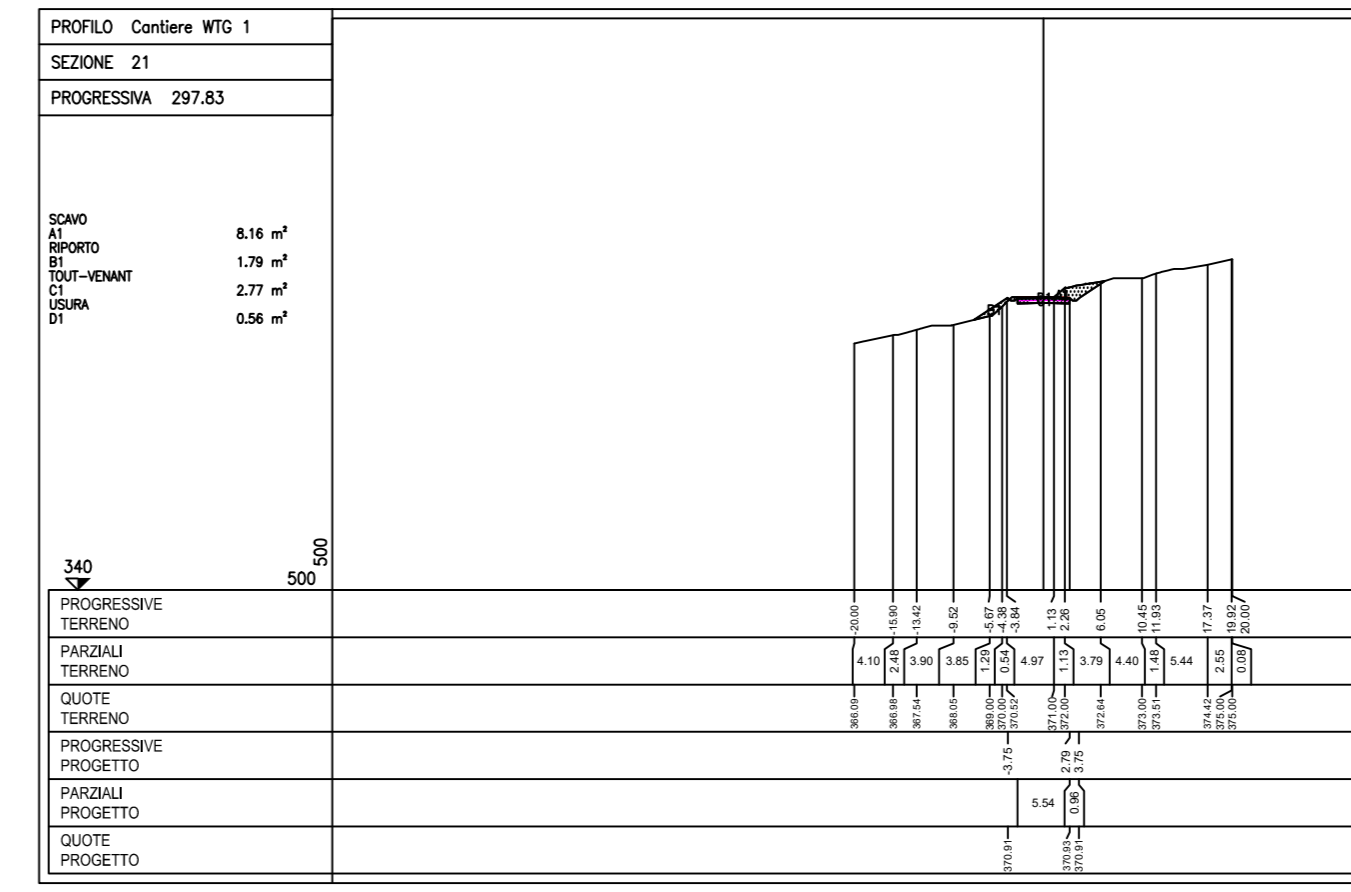 PROFILO Cantiere WTG 1
SEZIONE 21
PROGRESSIVA 297.83
SCAVO
A1 8.16 m²
RIPORTO
B1 1.79 m²
TOUT-VENANT
C1 2.77 m²
USURA
D1 0.56 m²
B1 D1
340 500
500
PROGRESSIVE
TERRENO
-20.00 -15.90 -13.42 -9.52 -5.67 -4.38 -3.84 1.13 2.26 6.05 10.45 11.93 17.37 19.92 20.00
PARZIALI
TERRENO
4.10 2.48 3.90 3.85 1.29 0.54 4.97 1.13 3.79 4.40 1.48 5.44 2.55 0.08
QUOTE
TERRENO
366.09 366.98 367.54 368.05 369.00 370.00 370.52 371.00 372.00 372.64 373.00 373.51 374.42 375.00 375.00
PROGRESSIVE
PROGETTO
-3.75 2.79 3.75
PARZIALI
PROGETTO
5.54 0.96
QUOTE
PROGETTO
370.91 370.93 370.91